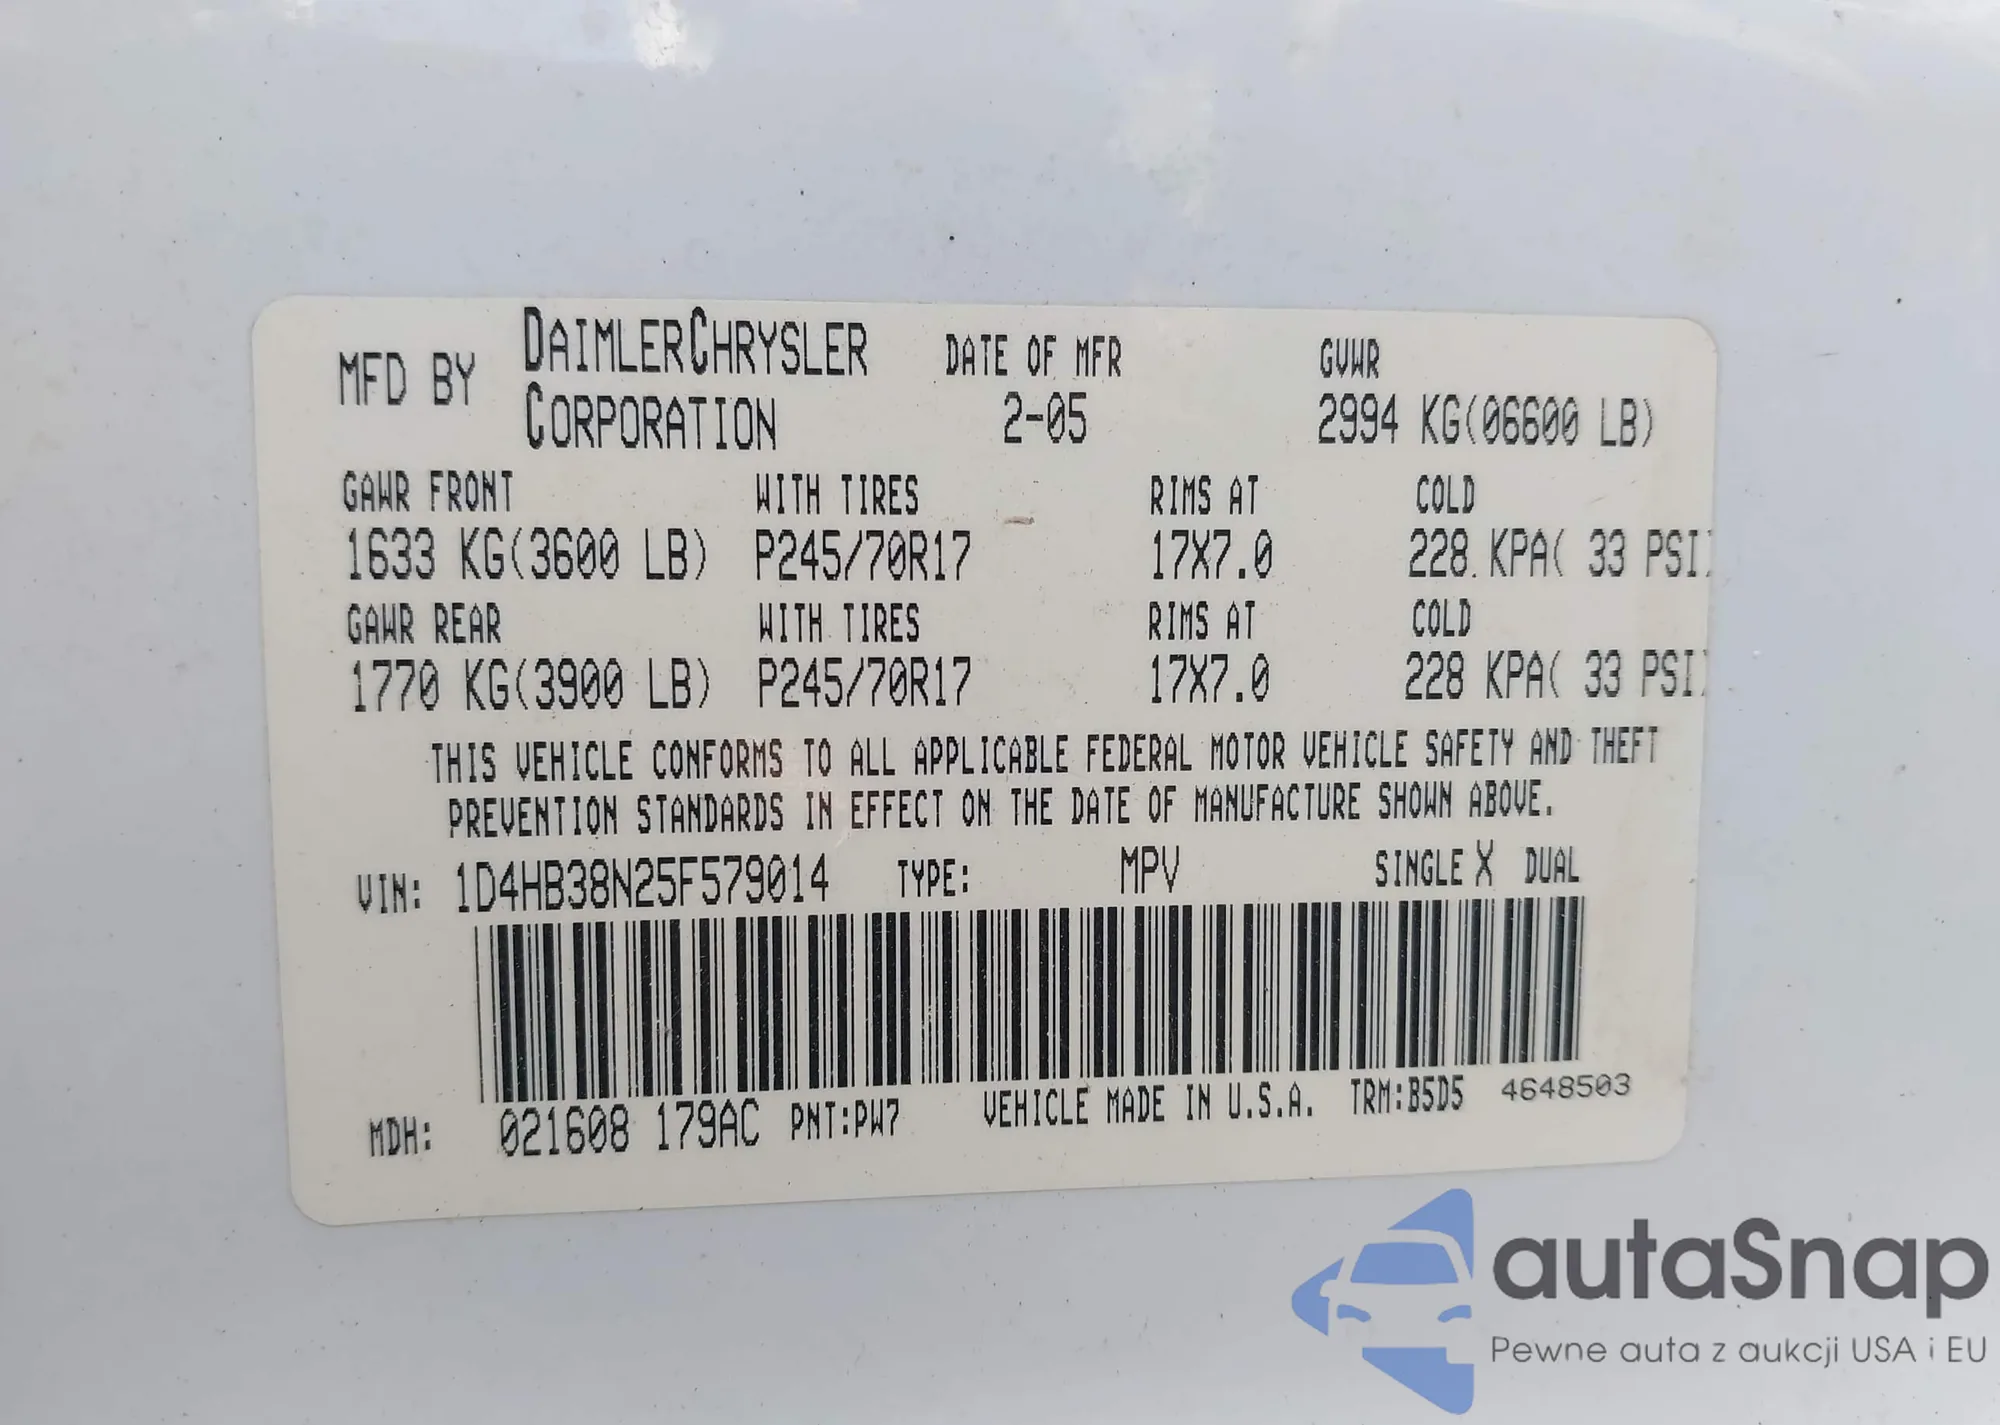 MFD BY DAIMLERCHRYSLER CORPORATION DATE OF MFR GVWR
2-05 2994 KG(06600 LB)
GAWR FRONT WITH TIRES RIMS AT COLD
1633 KG(3600 LB) P245/70R17 17X7.0 228 KPA( 33 PSI)
GAWR REAR WITH TIRES RIMS AT COLD
1770 KG(3900 LB) P245/70R17 17X7.0 228 KPA( 33 PSI)
THIS VEHICLE CONFORMS TO ALL APPLICABLE FEDERAL MOTOR VEHICLE SAFETY AND THEFT
PREVENTION STANDARDS IN EFFECT ON THE DATE OF MANUFACTURE SHOWN ABOVE.
VIN: 1D4HB38N25F579014 TYPE: MPV SINGLE X DUAL
MDH: 021608 179AC PNT:PW7 VEHICLE MADE IN U.S.A. TRM:B5D5 4648503
autaSnap
Pewne auta z aukcji USA i EU